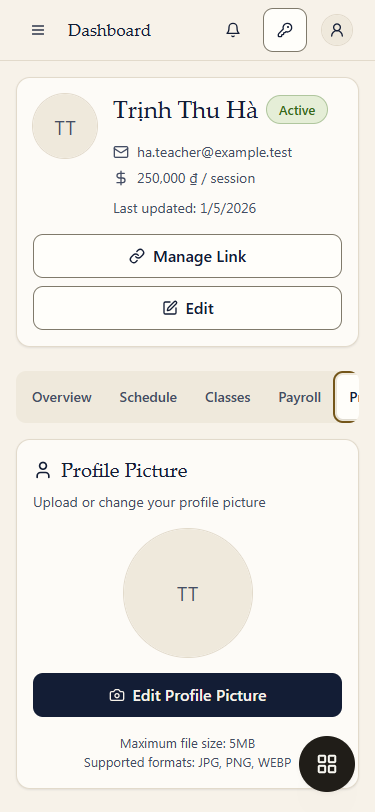 Dashboard
TT
Trịnh Thu Hà
Active
ha.teacher@example.test
250,000 ₫ / session
Last updated: 1/5/2026
Manage Link
Edit
Overview Schedule Classes Payroll
Profile Picture
Upload or change your profile picture
TT
Edit Profile Picture
Maximum file size: 5MB
Supported formats: JPG, PNG, WEBP